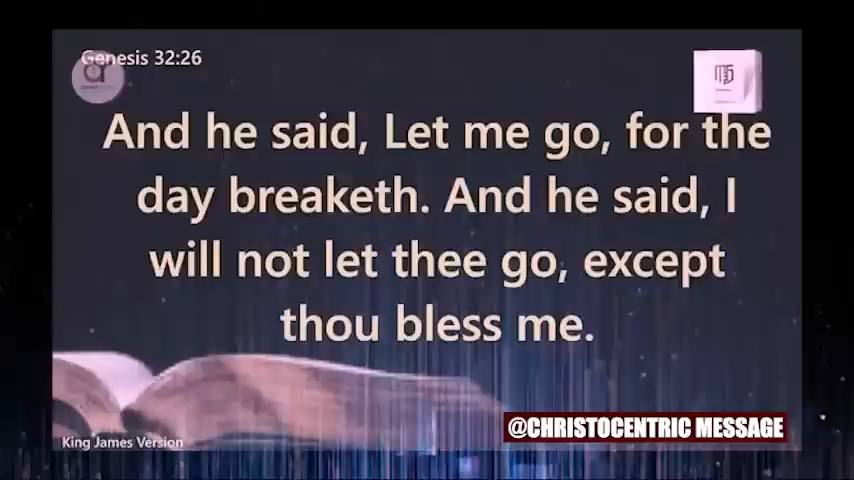 Genesis 32:26
And he said, Let me go, for the
day breaketh. And he said, I
will not let thee go, except
thou bless me.
@CHRISTOCENTRIC MESSAGE
King James Version